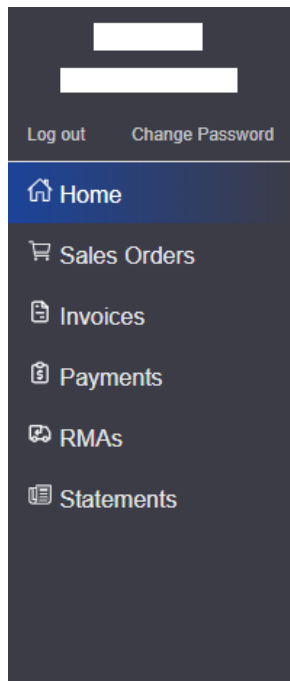 Log out Change Password
Home
Sales Orders
Invoices
Payments
RMAs
Statements